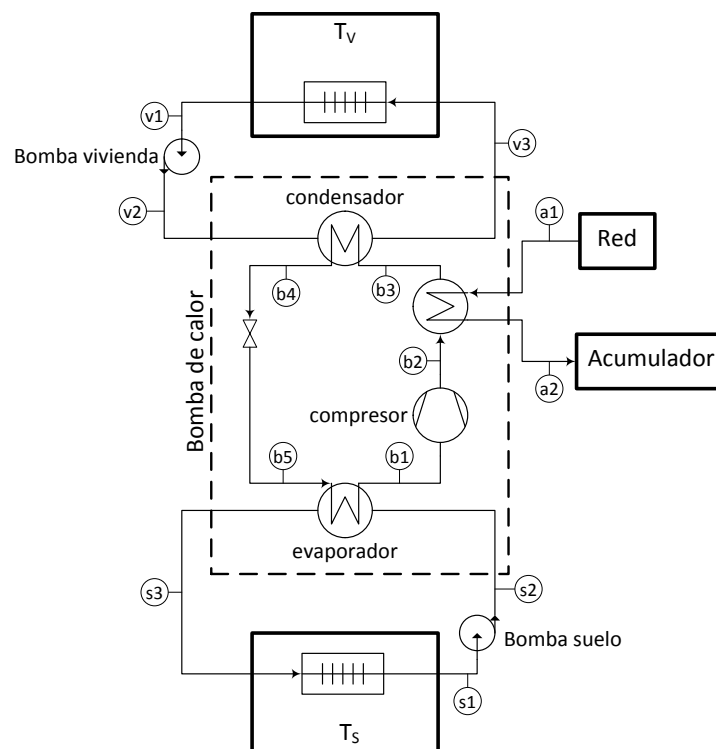 T_V
v1
Bomba vivienda
v3
condensador
v2
a1
Red
b4
b3
Bomba de calor
b2
Acumulador
a2
compresor
b5
b1
evaporador
s3
s2
Bomba suelo
s1
T_S